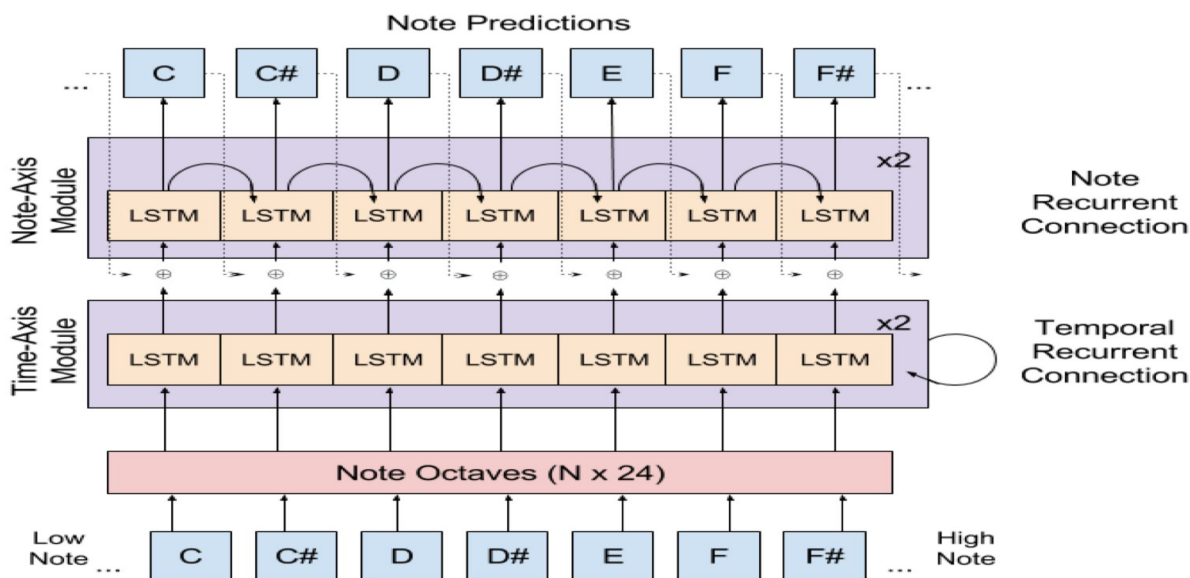 Note Predictions
... C C# D D# E F F# ...
Note-Axis
Module
x2
LSTM LSTM LSTM LSTM LSTM LSTM LSTM
Note
Recurrent
Connection
⊕ ⊕ ⊕ ⊕ ⊕ ⊕ ⊕
Time-Axis
Module
x2
LSTM LSTM LSTM LSTM LSTM LSTM LSTM
Temporal
Recurrent
Connection
Note Octaves (N x 24)
Low
Note
... C C# D D# E F F# ...
High
Note